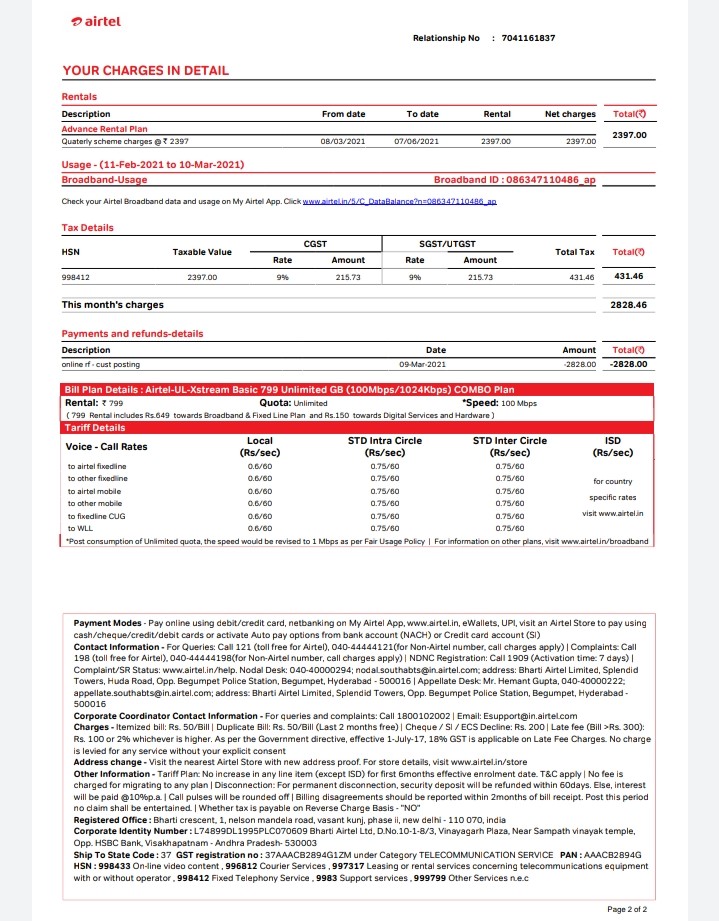 airtel
Relationship No : 7041161837
YOUR CHARGES IN DETAIL
Rentals
Description From date To date Rental Net charges Total(₹)
Advance Rental Plan
Quaterly scheme charges @ ₹ 2397 08/03/2021 07/06/2021 2397.00 2397.00 2397.00
Usage - (11-Feb-2021 to 10-Mar-2021)
Broadband-Usage Broadband ID : 086347110486_ap
Check your Airtel Broadband data and usage on My Airtel App. Click www.airtel.in/5/C_DataBalance?n=086347110486_ap
Tax Details
HSN Taxable Value CGST SGST/UTGST Total Tax Total(₹)
Rate Amount Rate Amount
998412 2397.00 9% 215.73 9% 215.73 431.46 431.46
This month's charges 2828.46
Payments and refunds-details
Description Date Amount Total(₹)
online rf - cust posting 09-Mar-2021 -2828.00 -2828.00
Bill Plan Details : Airtel-UL-Xstream Basic 799 Unlimited GB (100Mbps/1024Kbps) COMBO Plan
Rental: ₹ 799 Quota: Unlimited *Speed: 100 Mbps
( 799 Rental includes Rs.649 towards Broadband & Fixed Line Plan and Rs.150 towards Digital Services and Hardware )
Tariff Details
Voice - Call Rates Local (Rs/sec) STD Intra Circle (Rs/sec) STD Inter Circle (Rs/sec) ISD (Rs/sec)
to airtel fixedline 0.6/60 0.75/60 0.75/60
to other fixedline 0.6/60 0.75/60 0.75/60 for country
to airtel mobile 0.6/60 0.75/60 0.75/60 specific rates
to other mobile 0.6/60 0.75/60 0.75/60
to fixedline CUG 0.6/60 0.75/60 0.75/60 visit www.airtel.in
to WLL 0.6/60 0.75/60 0.75/60
*Post consumption of Unlimited quota, the speed would be revised to 1 Mbps as per Fair Usage Policy | For information on other plans, visit www.airtel.in/broadband
Payment Modes - Pay online using debit/credit card, netbanking on My Airtel App, www.airtel.in, eWallets, UPI, visit an Airtel Store to pay using
cash/cheque/credit/debit cards or activate Auto pay options from bank account (NACH) or Credit card account (SI)
Contact Information - For Queries: Call 121 (toll free for Airtel), 040-44444121(for Non-Airtel number, call charges apply) | Complaints: Call
198 (toll free for Airtel), 040-44444198(for Non-Airtel number, call charges apply) | NDNC Registration: Call 1909 (Activation time: 7 days) |
Complaint/SR Status: www.airtel.in/help. Nodal Desk: 040-40000294; nodal.southabts@in.airtel.com; address: Bharti Airtel Limited, Splendid
Towers, Huda Road, Opp. Begumpet Police Station, Begumpet, Hyderabad - 500016 | Appellate Desk: Mr. Hemant Gupta, 040-40000222;
appellate.southabts@in.airtel.com; address: Bharti Airtel Limited, Splendid Towers, Opp. Begumpet Police Station, Begumpet, Hyderabad -
500016
Corporate Coordinator Contact Information - For queries and complaints: Call 1800102002 | Email: Esupport@in.airtel.com
Charges - Itemized bill: Rs. 50/Bill | Duplicate Bill: Rs. 50/Bill (Last 2 months free) | Cheque / SI / ECS Decline: Rs. 200 | Late fee (Bill >Rs. 300):
Rs. 100 or 2% whichever is higher. As per the Government directive, effective 1-July-17, 18% GST is applicable on Late Fee Charges. No charge
is levied for any service without your explicit consent
Address change - Visit the nearest Airtel Store with new address proof. For store details, visit www.airtel.in/store
Other Information - Tariff Plan: No increase in any line item (except ISD) for first 6months effective enrolment date. T&C apply | No fee is
charged for migrating to any plan | Disconnection: For permanent disconnection, security deposit will be refunded within 60days. Else, interest
will be paid @10%p.a. | Call pulses will be rounded off | Billing disagreements should be reported within 2months of bill receipt. Post this period
no claim shall be entertained. | Whether tax is payable on Reverse Charge Basis - "NO"
Registered Office : Bharti crescent, 1, nelson mandela road, vasant kunj, phase ii, new delhi - 110 070, india
Corporate Identity Number : L74899DL1995PLC070609 Bharti Airtel Ltd, D.No.10-1-8/3, Vinayagarh Plaza, Near Sampath vinayak temple,
Opp. HSBC Bank, Visakhapatnam - Andhra Pradesh- 530003
Ship To State Code : 37 GST registration no : 37AAACB2894G1ZM under Category TELECOMMUNICATION SERVICE PAN : AAACB2894G
HSN : 998433 On-line video content , 996812 Courier Services , 997317 Leasing or rental services concerning telecommunications equipment
with or without operator , 998412 Fixed Telephony Service , 9983 Support services , 999799 Other Services n.e.c
Page 2 of 2